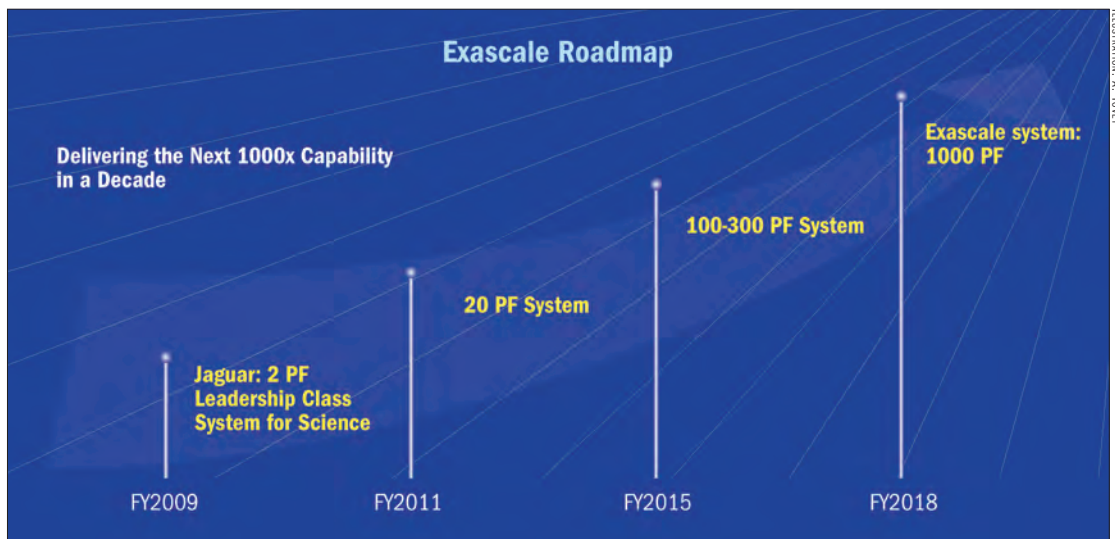 Exascale Roadmap
Delivering the Next 1000x Capability
in a Decade
Exascale system:
1000 PF
100-300 PF System
20 PF System
Jaguar: 2 PF
Leadership Class
System for Science
FY2009
FY2011
FY2015
FY2018